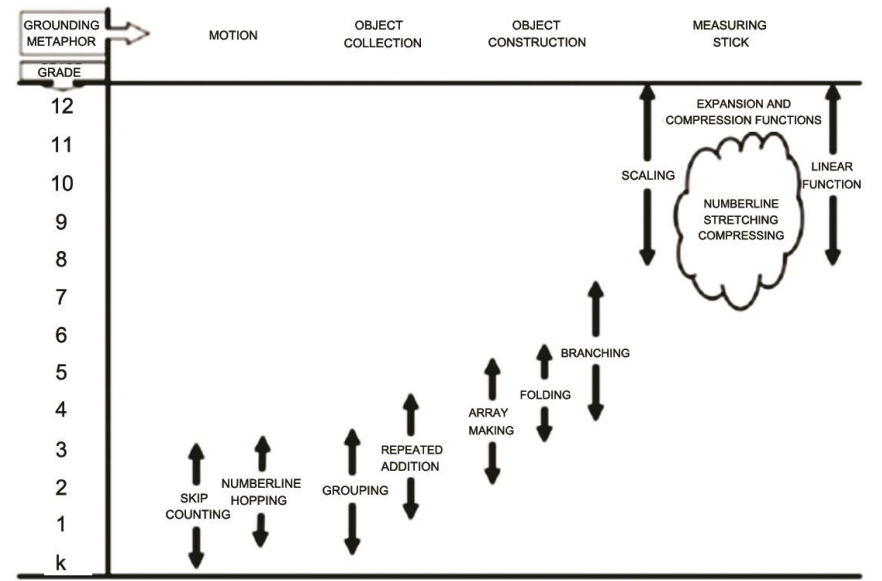 GROUNDING
METAPHOR
MOTION
OBJECT
COLLECTION
OBJECT
CONSTRUCTION
MEASURING
STICK
GRADE
12
11
10
9
8
7
6
5
4
3
2
1
k
EXPANSION AND
COMPRESSION FUNCTIONS
SCALING
LINEAR
FUNCTION
NUMBERLINE
STRETCHING
COMPRESSING
BRANCHING
FOLDING
ARRAY
MAKING
REPEATED
ADDITION
GROUPING
NUMBERLINE
HOPPING
SKIP
COUNTING